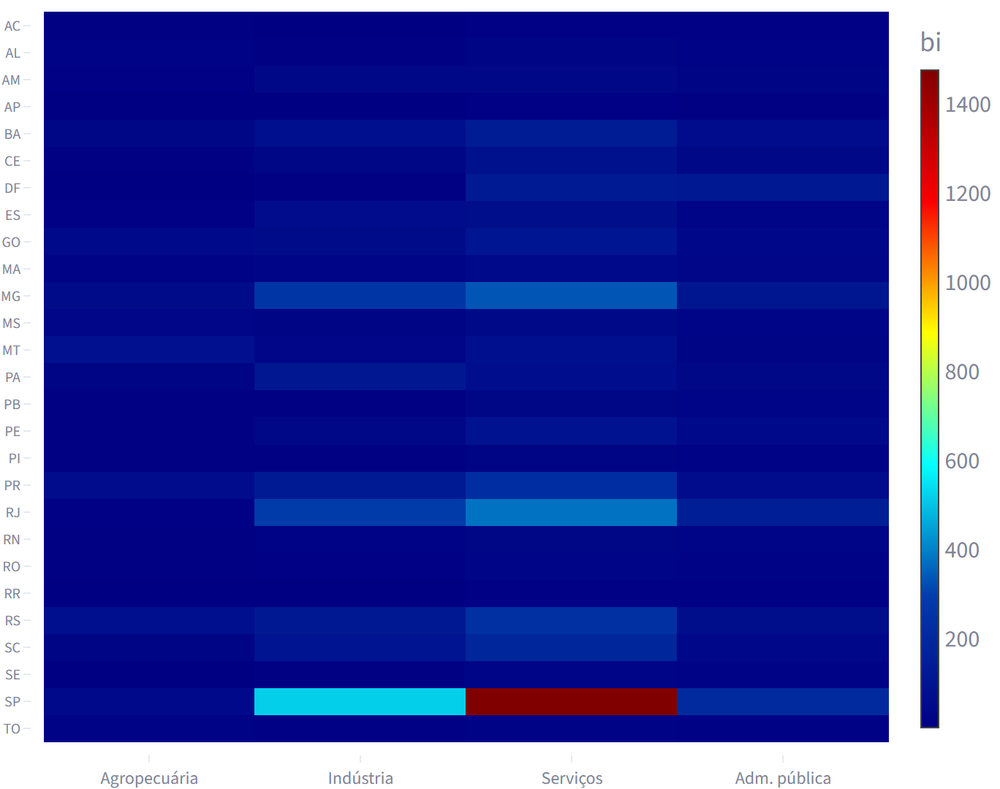 AC
AL
AM
AP
BA
CE
DF
ES
GO
MA
MG
MS
MT
PA
PB
PE
PI
PR
RJ
RN
RO
RR
RS
SC
SE
SP
TO
Agropecuária Indústria Serviços Adm. pública
bi
1400
1200
1000
800
600
400
200